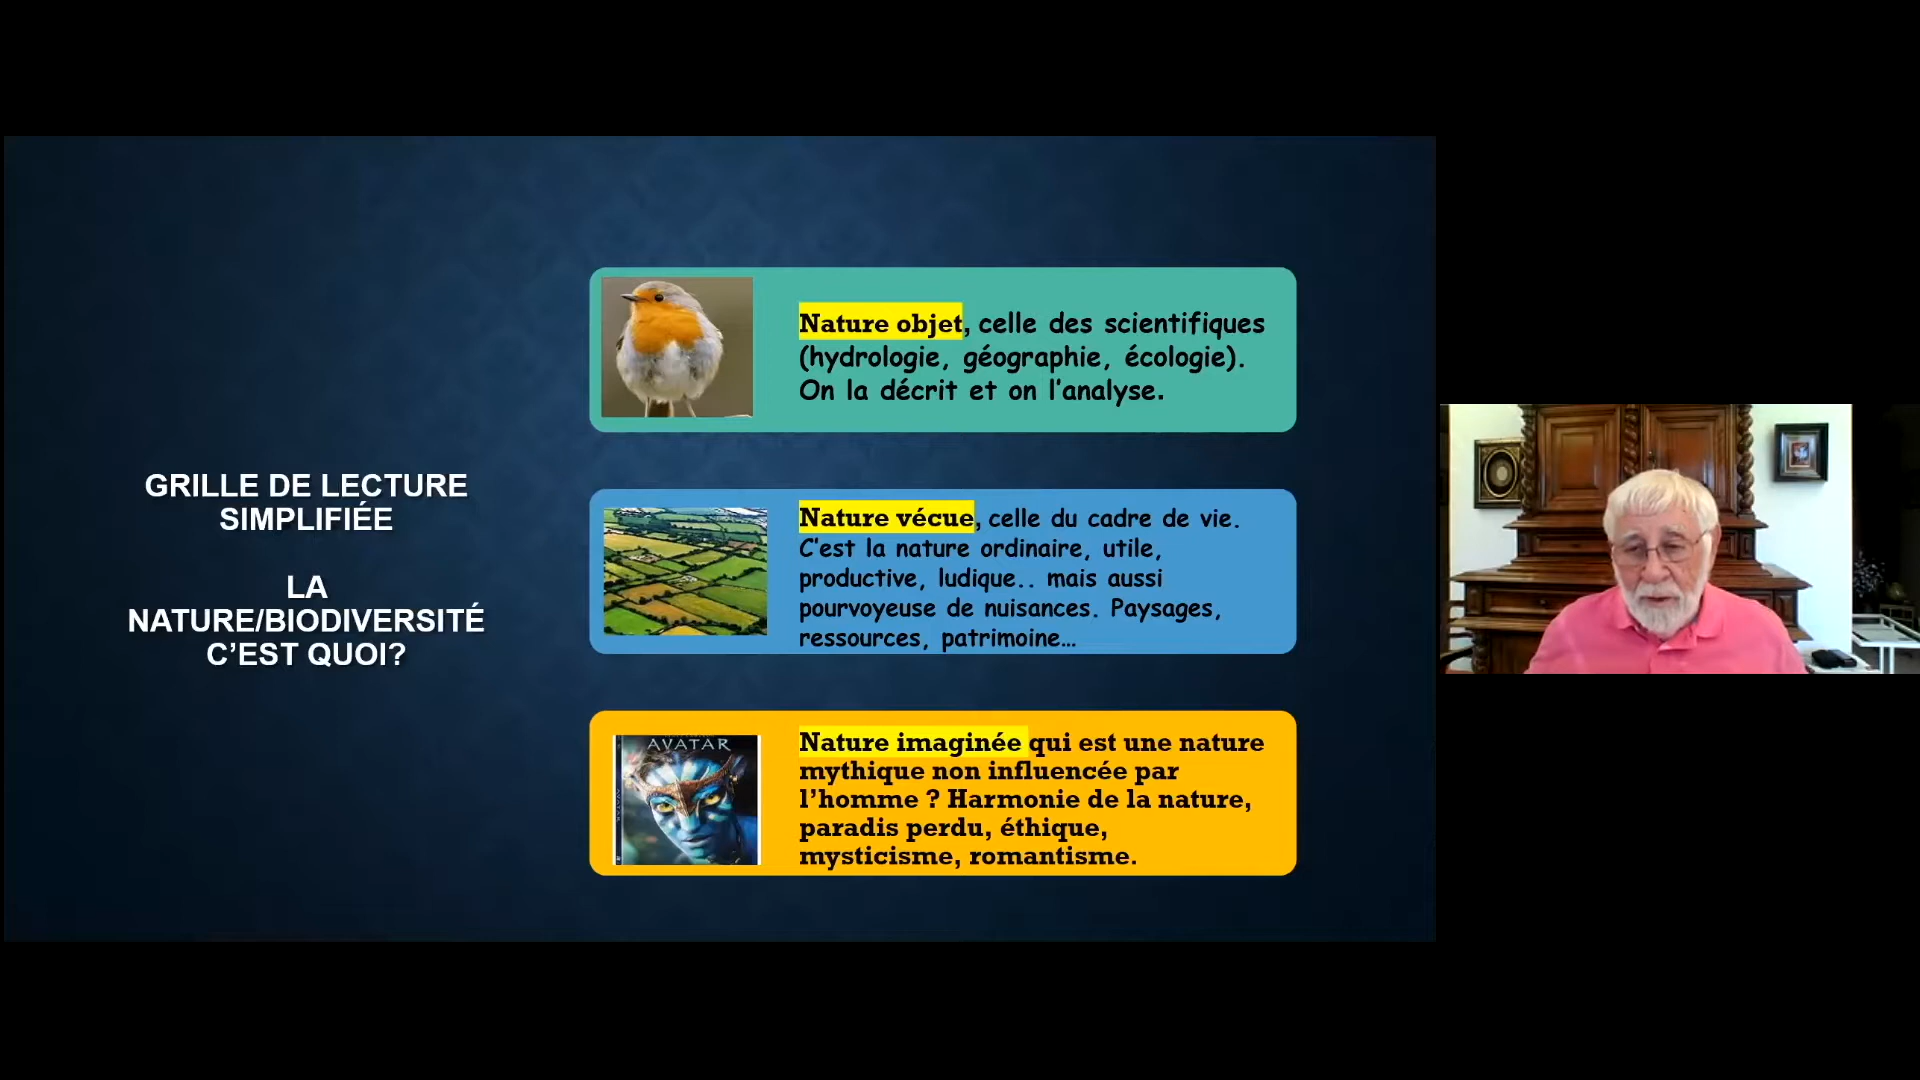 GRILLE DE LECTURE
SIMPLIFIÉE
LA
NATURE/BIODIVERSITÉ
C’EST QUOI?
Nature objet, celle des scientifiques
(hydrologie, géographie, écologie).
On la décrit et on l’analyse.
Nature vécue, celle du cadre de vie.
C’est la nature ordinaire, utile,
productive, ludique.. mais aussi
pourvoyeuse de nuisances. Paysages,
ressources, patrimoine…
AVATAR
Nature imaginée qui est une nature
mythique non influencée par
l’homme ? Harmonie de la nature,
paradis perdu, éthique,
mysticisme, romantisme.